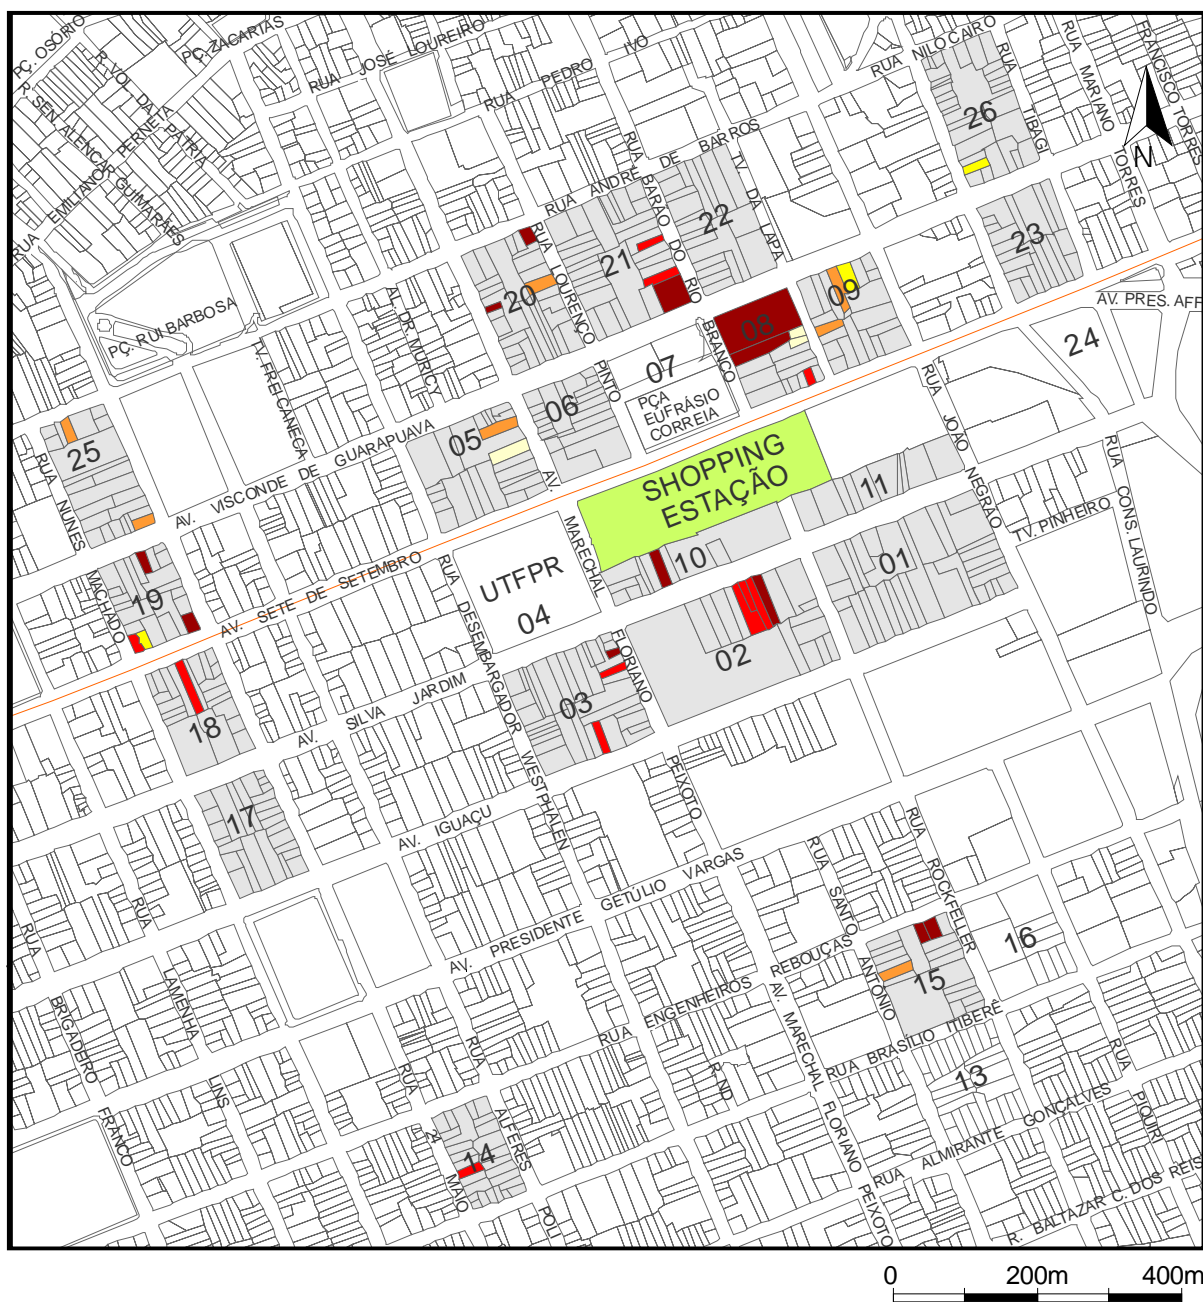 PÇ. OSÓRIO
PÇ. ZACARIAS
RUA JOSÉ LOUREIRO
RUA PEDRO IVO
RUA NILO CAIRO
RUA TIBAGI
RUA MARIANO TORRES
FRANCISCO TORRES
R. VOL DA PÁTRIA
R SEN ALENCAR GUIMARÃES
RUA EMILIANO PERNETA
N
26
RUA ANDRÉ DE BARROS
RUA BARÃO DO RIO BRANCO
TV. DA LAPA
22
23
21
20
RUA LOURENÇO PINTO
09
08
AV. PRES. AFF
PÇ. RUI BARBOSA
AL. DR. MURICY
TV. FREI CANECA
07
24
PÇA
EUFRÁSIO
CORREIA
06
05
25
AV. VISCONDE DE GUARAPUAVA
RUA JOÃO NEGRÃO
RUA CONS. LAURINDO
SHOPPING
ESTAÇÃO
11
TV. PINHEIRO
AV. MARECHAL FLORIANO PEIXOTO
10
01
RUA NUNES MACHADO
19
AV. SETE DE SETEMBRO
UTFPR
04
RUA DESEMBARGADOR WESTPHALEN
02
03
18
AV. SILVA JARDIM
17
AV. IGUAÇU
RUA SANTO ANTONIO
RUA ROCKFELLER
AV. PRESIDENTE GETÚLIO VARGAS
16
15
RUA ENGENHEIROS REBOUÇAS
RUA BRIGADEIRO FRANCO
RUA LAMENHA LINS
AV. MARECHAL FLORIANO PEIXOTO
RUA BRASÍLIO ITIBERÊ
13
R. ND
RUA PIQUIRI
RUA 24 MAIO
RUA ALFERES POLI
14
RUA ALMIRANTE GONÇALVES
R. BALTAZAR C. DOS REIS
0 200m 400m